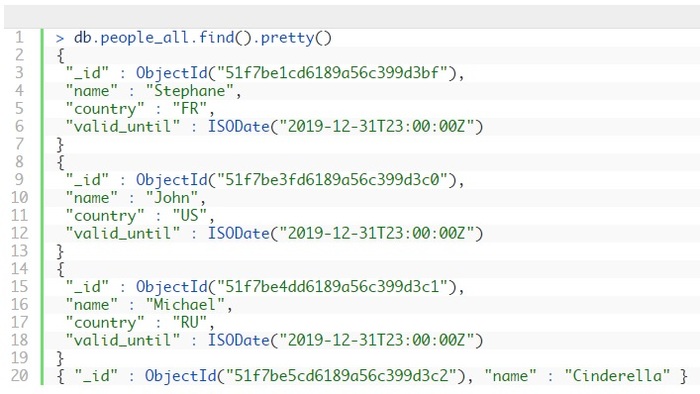 1 > db.people_all.find().pretty()
2 {
3 "_id" : ObjectId("51f7be1cd6189a56c399d3bf"),
4 "name" : "Stephane",
5 "country" : "FR",
6 "valid_until" : ISODate("2019-12-31T23:00:00Z")
7 }
8 {
9 "_id" : ObjectId("51f7be3fd6189a56c399d3c0"),
10 "name" : "John",
11 "country" : "US",
12 "valid_until" : ISODate("2019-12-31T23:00:00Z")
13 }
14 {
15 "_id" : ObjectId("51f7be4dd6189a56c399d3c1"),
16 "name" : "Michael",
17 "country" : "RU",
18 "valid_until" : ISODate("2019-12-31T23:00:00Z")
19 }
20 { "_id" : ObjectId("51f7be5cd6189a56c399d3c2"), "name" : "Cinderella" }